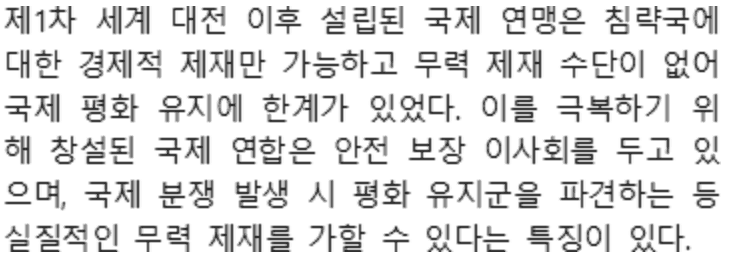 제1차 세계 대전 이후 설립된 국제 연맹은 침략국에
대한 경제적 제재만 가능하고 무력 제재 수단이 없어
국제 평화 유지에 한계가 있었다. 이를 극복하기 위
해 창설된 국제 연합은 안전 보장 이사회를 두고 있
으며, 국제 분쟁 발생 시 평화 유지군을 파견하는 등
실질적인 무력 제재를 가할 수 있다는 특징이 있다.